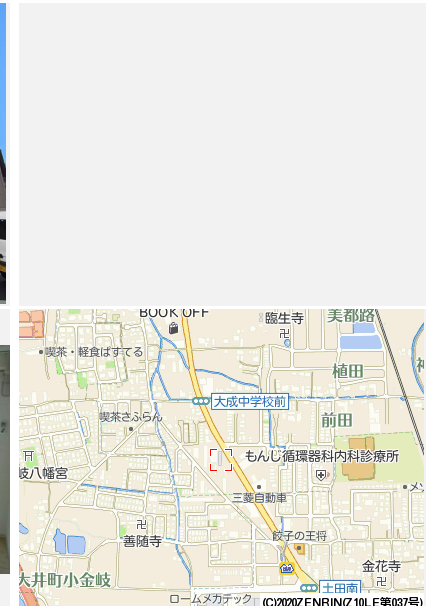 BOOK OFF
臨生寺
美都路
喫茶・軽食ぱすてる
植田
大成中学校前
喫茶さふらん
前田
もんじ循環器科内科診療所
岐八幡宮
三菱自動車
餃子の王将
善随寺
金花寺
大井町小金岐
土田南
ロームメカテック
(C)2020ZENRIN(Z10LE第037号)